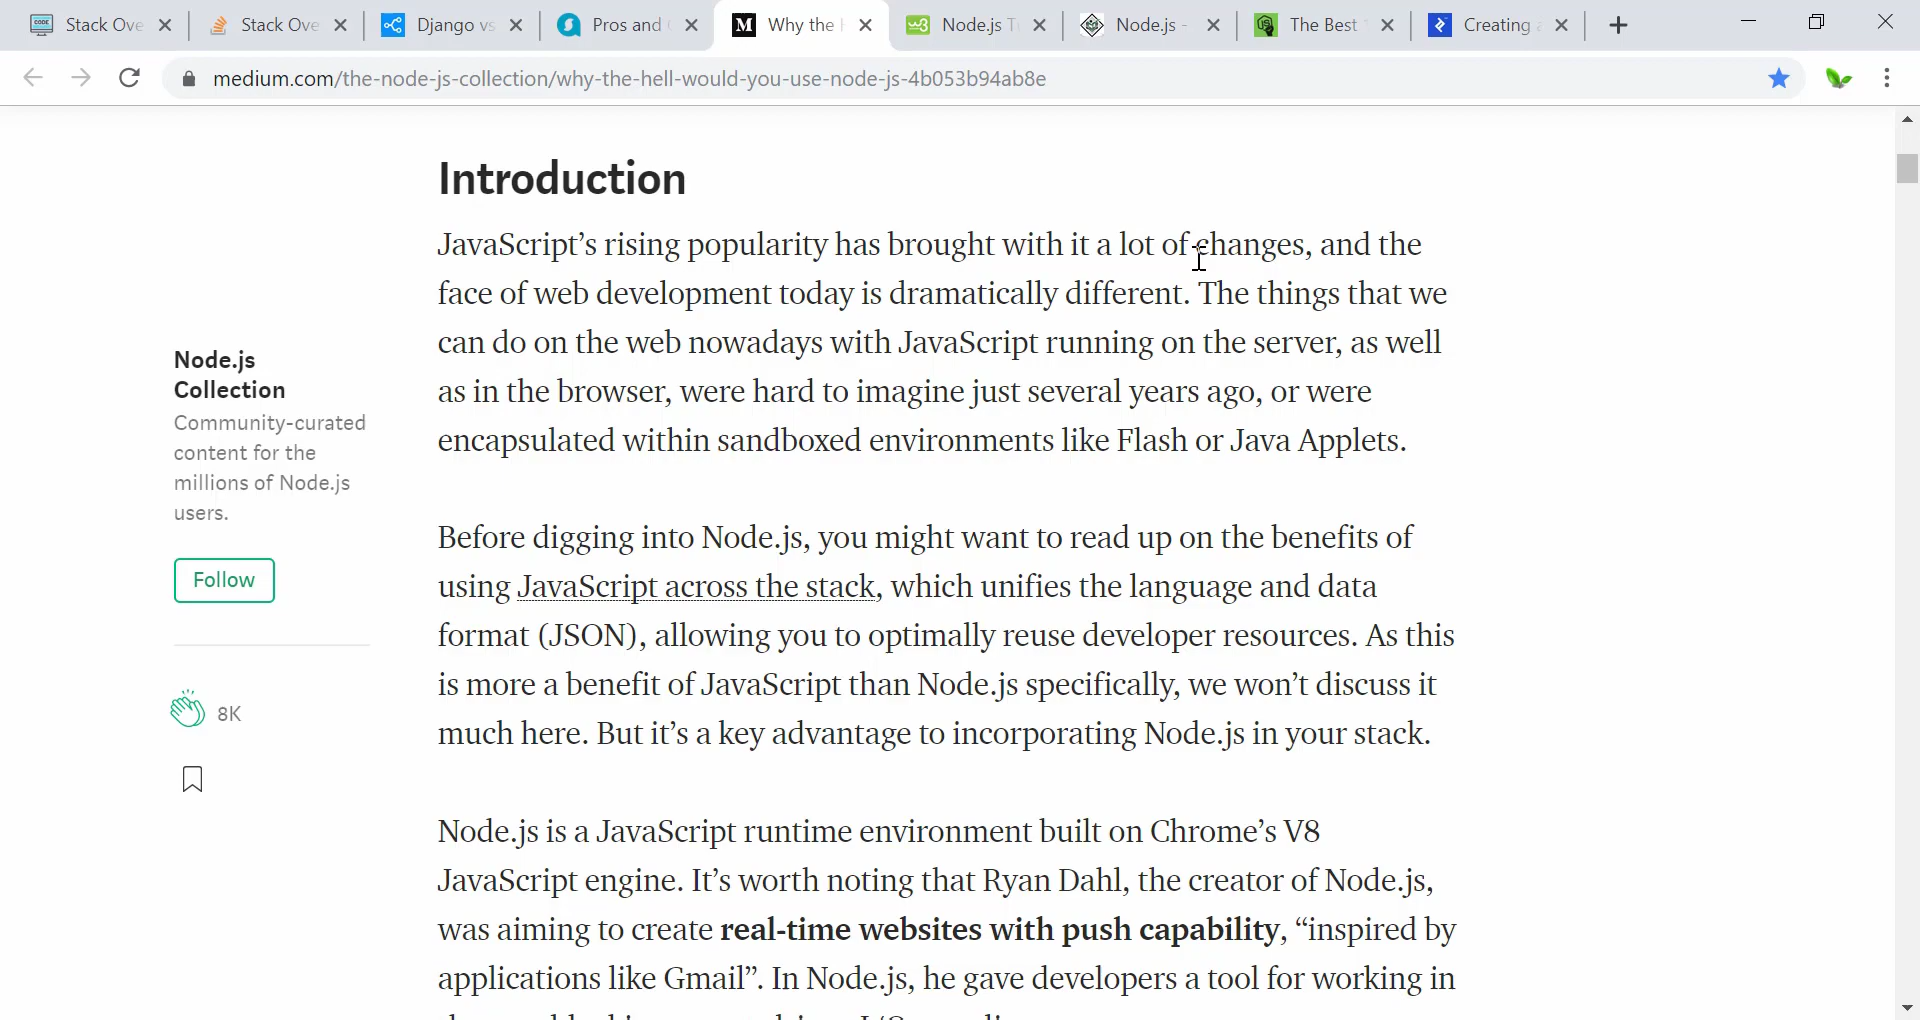 Stack Ove
Stack Ove
Django vs
Pros and
Why the
Node.js
Node.js -
The Best
Creating
medium.com/the-node-js-collection/why-the-hell-would-you-use-node-js-4b053b94ab8e
Introduction
JavaScript’s rising popularity has brought with it a lot of changes, and the
face of web development today is dramatically different. The things that we
can do on the web nowadays with JavaScript running on the server, as well
as in the browser, were hard to imagine just several years ago, or were
encapsulated within sandboxed environments like Flash or Java Applets.
Node.js
Collection
Community-curated
content for the
millions of Node.js
users.
Follow
8K
Before digging into Node.js, you might want to read up on the benefits of
using JavaScript across the stack, which unifies the language and data
format (JSON), allowing you to optimally reuse developer resources. As this
is more a benefit of JavaScript than Node.js specifically, we won’t discuss it
much here. But it’s a key advantage to incorporating Node.js in your stack.
Node.js is a JavaScript runtime environment built on Chrome’s V8
JavaScript engine. It’s worth noting that Ryan Dahl, the creator of Node.js,
was aiming to create real-time websites with push capability, “inspired by
applications like Gmail”. In Node.js, he gave developers a tool for working in